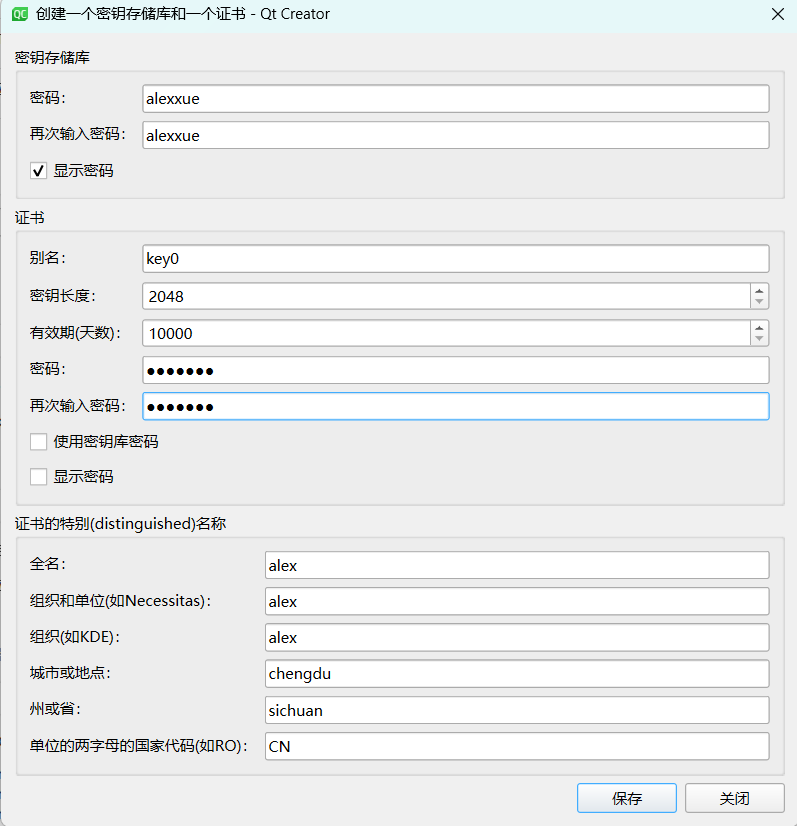 QC 创建一个密钥存储库和一个证书 - Qt Creator
密钥存储库
密码： alexxue
再次输入密码： alexxue
显示密码
证书
别名： key0
密钥长度： 2048
有效期(天数)： 10000
密码： ●●●●●●●
再次输入密码： ●●●●●●●
使用密钥库密码
显示密码
证书的特别(distinguished)名称
全名： alex
组织和单位(如Necessitas)： alex
组织(如KDE)： alex
城市或地点： chengdu
州或省： sichuan
单位的两字母的国家代码(如RO)： CN
保存 关闭